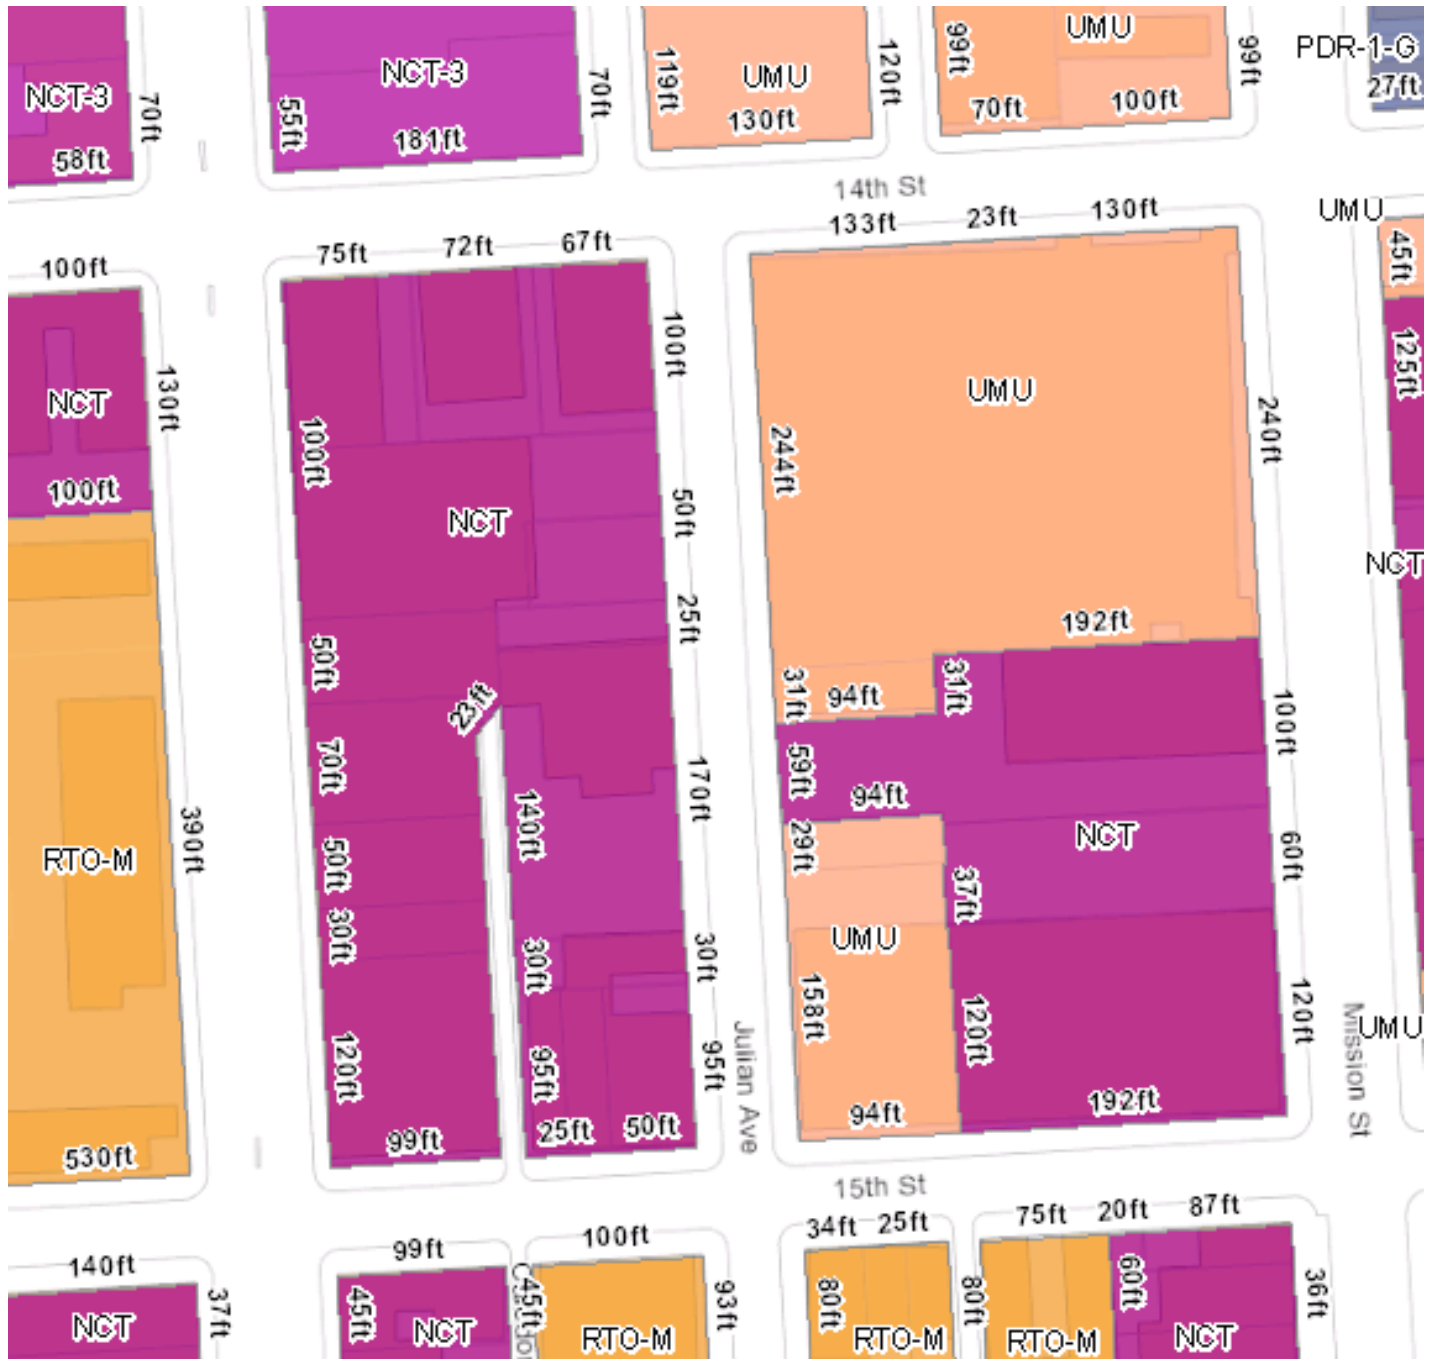 UMU
99ft
99ft
PDR-1-G
NCT-3
119ft
UMU
120ft
NCT-3
70ft
70ft
27ft
55ft
130ft
70ft
100ft
181ft
58ft
14th St
133ft
23ft
130ft
UMU
75ft
72ft
67ft
45ft
100ft
100ft
125ft
130ft
NCT
UMU
100ft
244ft
240ft
100ft
NCT
50ft
NCT
25ft
192ft
50ft
31ft
94ft
31ft
23ft
100ft
70ft
59ft
170ft
94ft
140ft
390ft
29ft
NCT
RTO-M
50ft
60ft
37ft
30ft
UMU
30ft
30ft
158ft
120ft
120ft
UMU
Mission St
120ft
95ft
95ft
Julian Ave
94ft
192ft
99ft
25ft
50ft
530ft
15th St
34ft
25ft
75ft
20ft
87ft
99ft
100ft
140ft
37ft
45ft
45ft
93ft
80ft
80ft
60ft
36ft
NCT
NCT
RTO-M
RTO-M
RTO-M
NCT